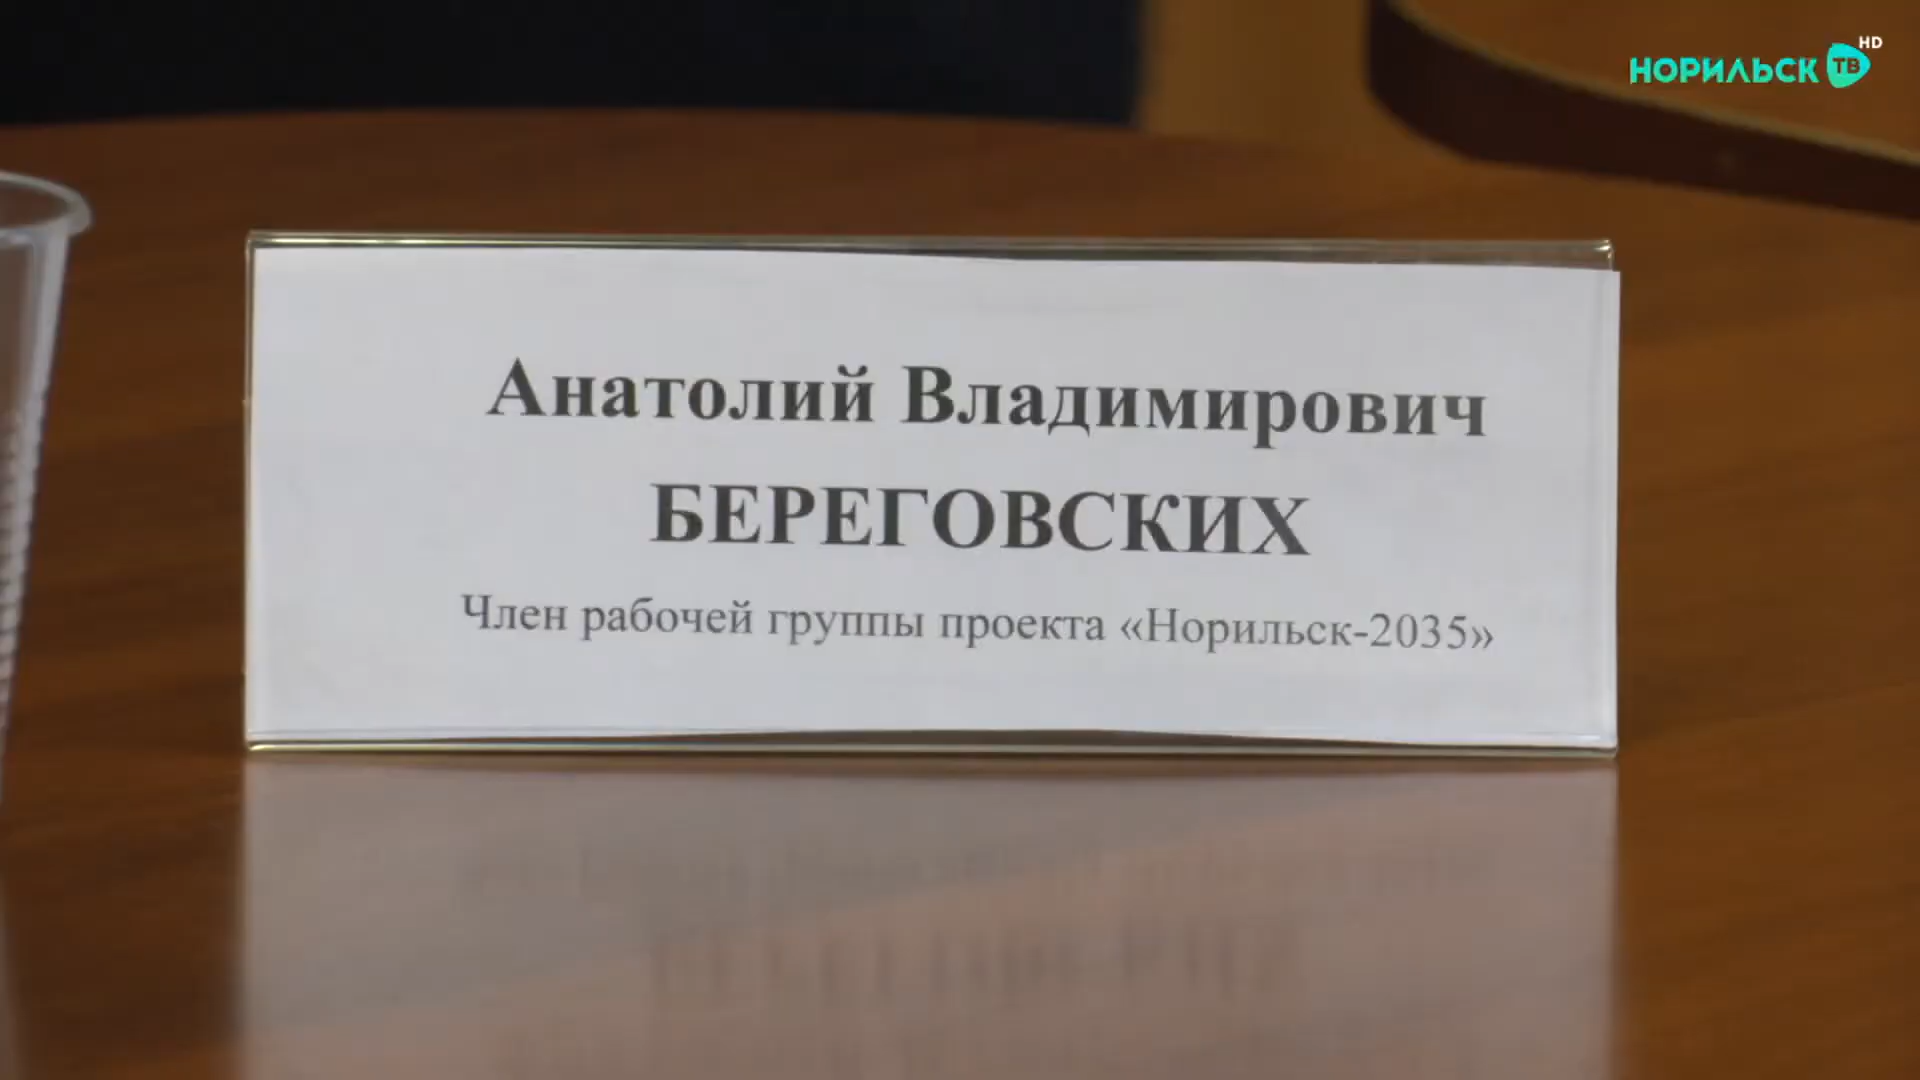 НОРИЛЬСК ТВ HD
Анатолий Владимирович
БЕРЕГОВСКИХ
Член рабочей группы проекта «Норильск-2035»